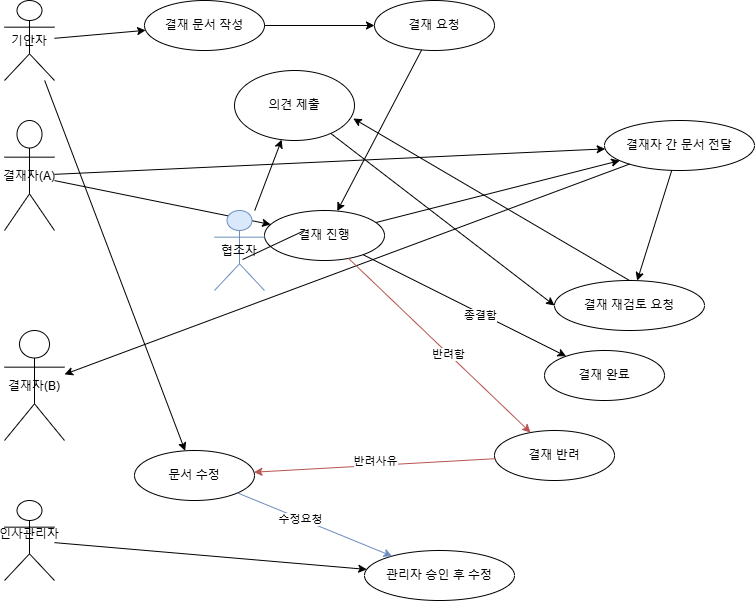 기안자
결재 문서 작성
결재 요청
의견 제출
결재자(A)
결재자 간 문서 전달
협조자
결재 진행
결재 재검토 요청
종결함
반려함
결재 완료
결재자(B)
결재 반려
반려사유
문서 수정
수정요청
인사관리자
관리자 승인 후 수정